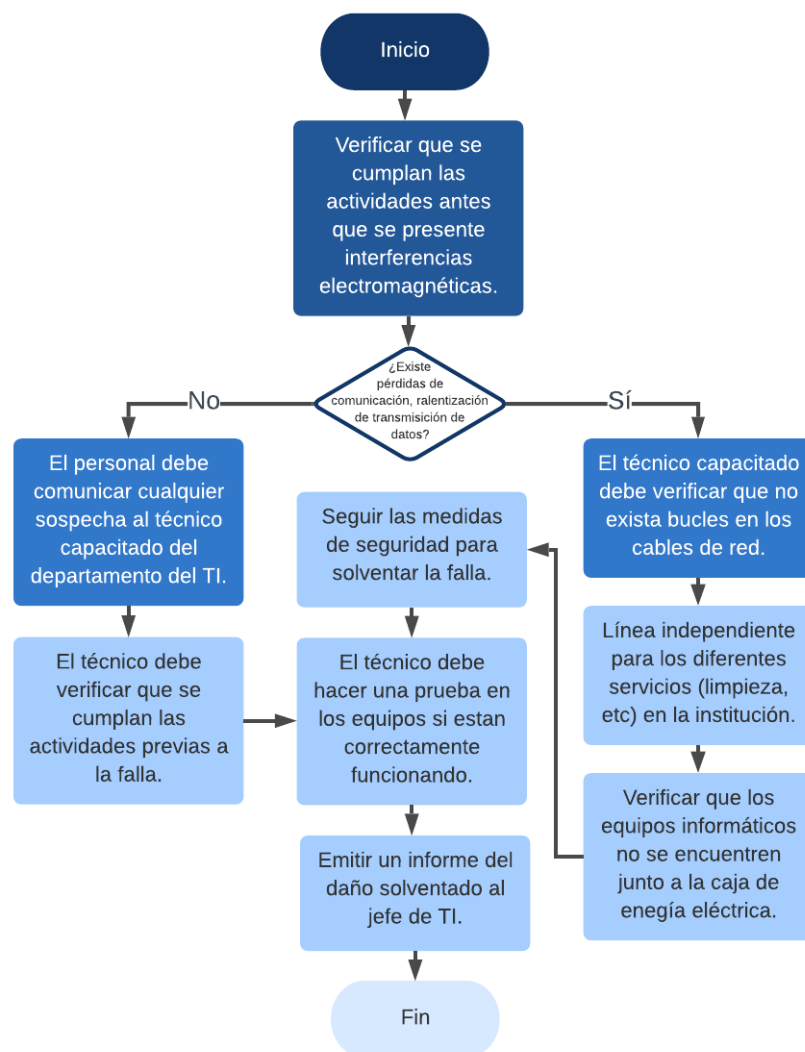 Inicio
Verificar que se
cumplan las
actividades antes
que se presente
interferencias
electromagnéticas.
¿Existe
pérdidas de
comunicación, ralentización
de transmisición de
datos?
No
Sí
El personal debe
comunicar cualquier
sospecha al técnico
capacitado del
departamento del TI.
El técnico debe
verificar que se
cumplan las
actividades previas a
la falla.
El técnico capacitado
debe verificar que no
exista bucles en los
cables de red.
Línea independiente
para los diferentes
servicios (limpieza,
etc) en la institución.
Verificar que los
equipos informáticos
no se encuentren
junto a la caja de
enegía eléctrica.
Seguir las medidas
de seguridad para
solventar la falla.
El técnico debe
hacer una prueba en
los equipos si estan
correctamente
funcionando.
Emitir un informe del
daño solventado al
jefe de TI.
Fin